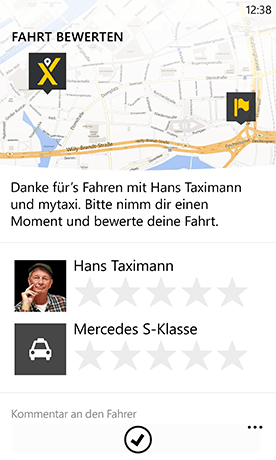 12:38
FAHRT BEWERTEN
Willy-Brandt-Straße
Danke für's Fahren mit Hans Taximann
und mytaxi. Bitte nimm dir einen
Moment und bewerte deine Fahrt.
Hans Taximann
Mercedes S-Klasse
Kommentar an den Fahrer